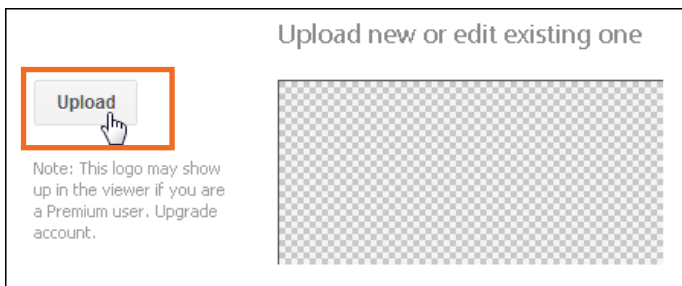 Upload new or edit existing one
Upload
Note: This logo may show
up in the viewer if you are
a Premium user. Upgrade
account.